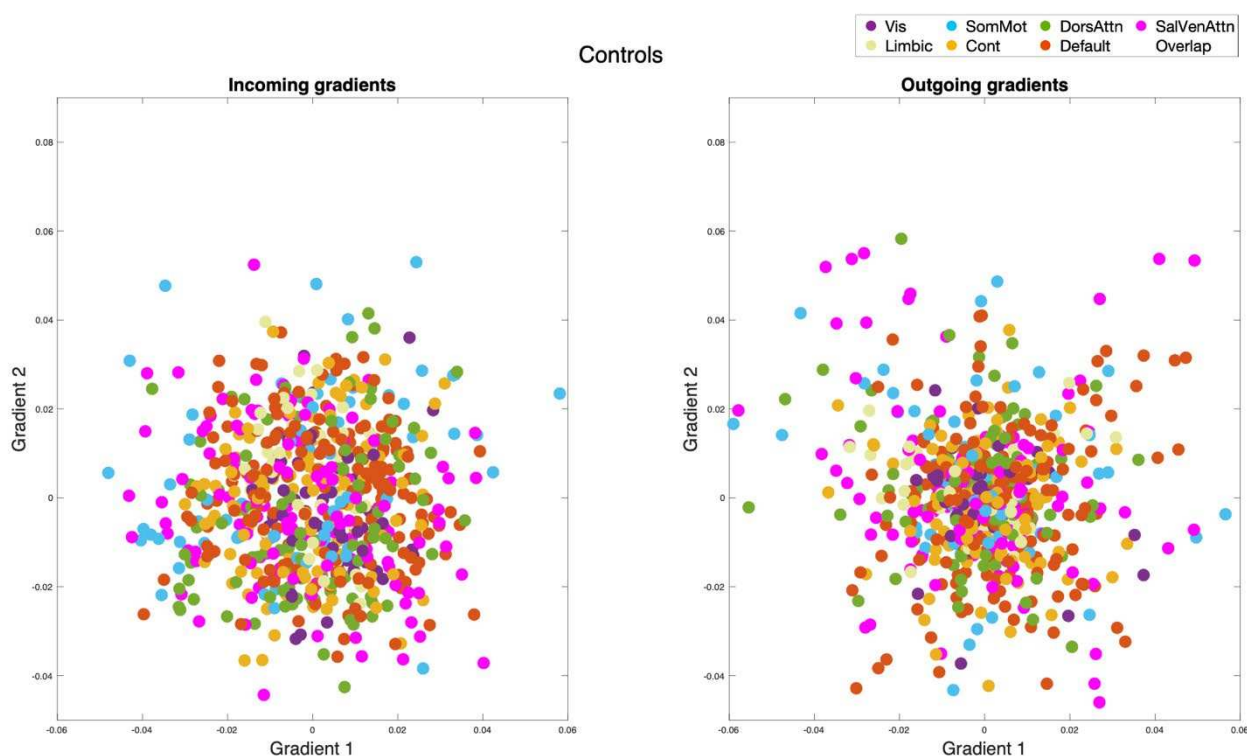 Vis SomMot DorsAttn SalVenAttn
Limbic Cont Default Overlap
Controls
Incoming gradients
Outgoing gradients
0.08
0.06
0.04
0.02
0
-0.02
-0.04
Gradient 2
-0.06 -0.04 -0.02 0 0.02 0.04 0.06
Gradient 1
0.08
0.06
0.04
0.02
0
-0.02
-0.04
Gradient 2
-0.06 -0.04 -0.02 0 0.02 0.04 0.06
Gradient 1